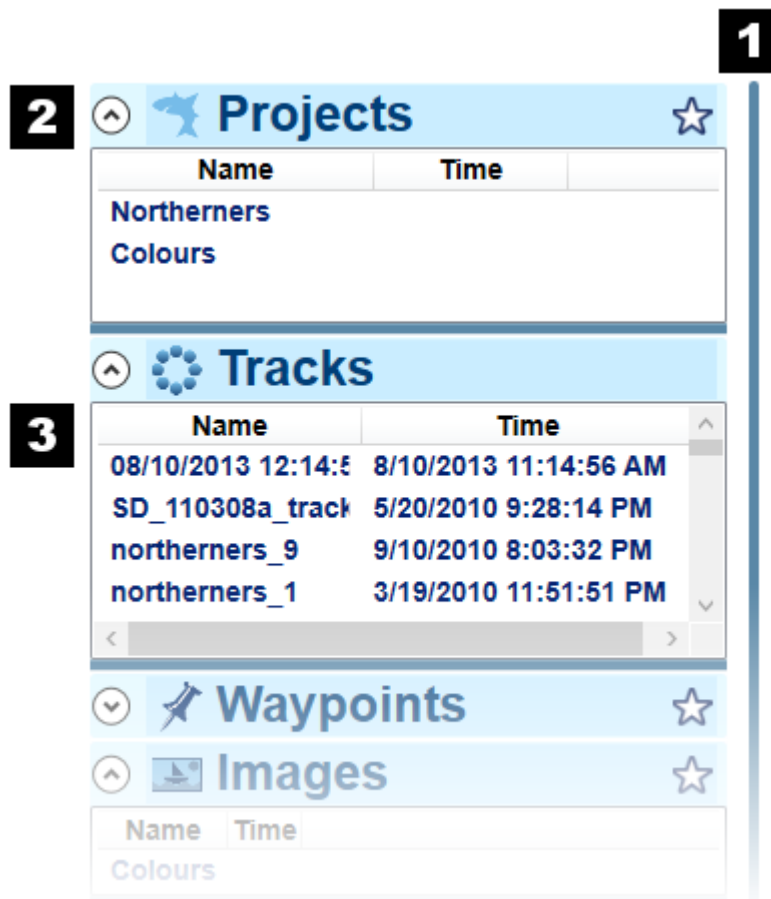 1
2 Projects
Name Time
Northerners
Colours
Tracks
3 Name Time
08/10/2013 12:14:5 8/10/2013 11:14:56 AM
SD_110308a_track 5/20/2010 9:28:14 PM
northerners_9 9/10/2010 8:03:32 PM
northerners_1 3/19/2010 11:51:51 PM
Waypoints
Images
Name Time
Colours